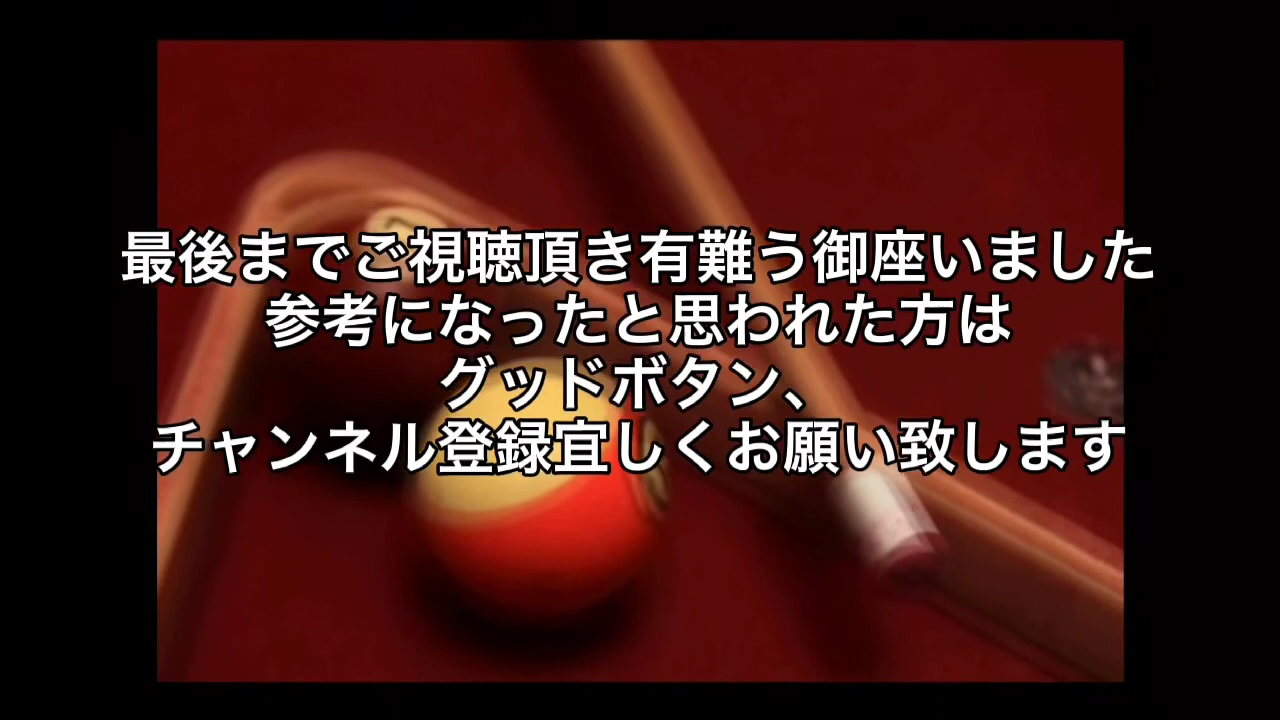 最後までご視聴頂き有難う御座いました
参考になったと思われた方は
グッドボタン、
チャンネル登録宜しくお願い致します